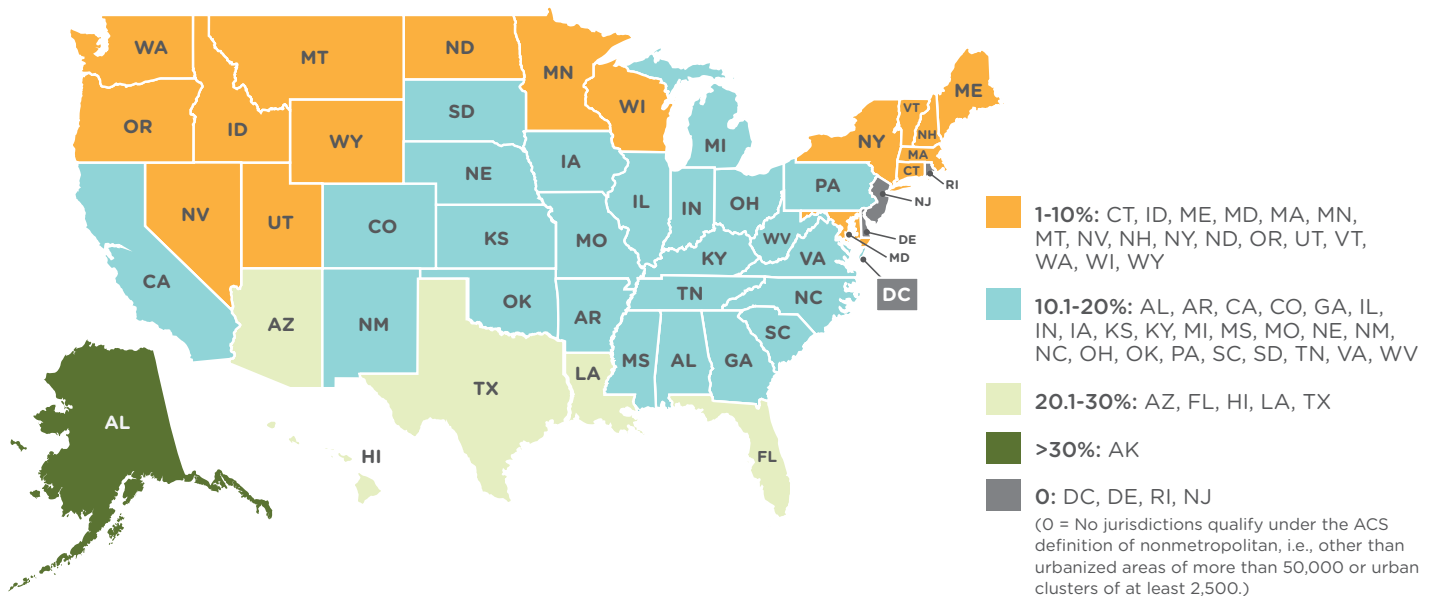 WA
MT
ND
MN
OR
ID
WY
SD
WI
ME
VT
NH
NY
MA
CT
RI
NJ
MI
IA
NE
PA
NV
UT
CO
KS
MO
IL
IN
OH
WV
VA
DE
MD
DC
KY
CA
AZ
NM
OK
AR
TN
NC
SC
MS
AL
GA
TX
LA
FL
AL
HI
1-10%: CT, ID, ME, MD, MA, MN,
MT, NV, NH, NY, ND, OR, UT, VT,
WA, WI, WY
10.1-20%: AL, AR, CA, CO, GA, IL,
IN, IA, KS, KY, MI, MS, MO, NE, NM,
NC, OH, OK, PA, SC, SD, TN, VA, WV
20.1-30%: AZ, FL, HI, LA, TX
>30%: AK
0: DC, DE, RI, NJ
(0 = No jurisdictions qualify under the ACS
definition of nonmetropolitan, i.e., other than
urbanized areas of more than 50,000 or urban
clusters of at least 2,500.)